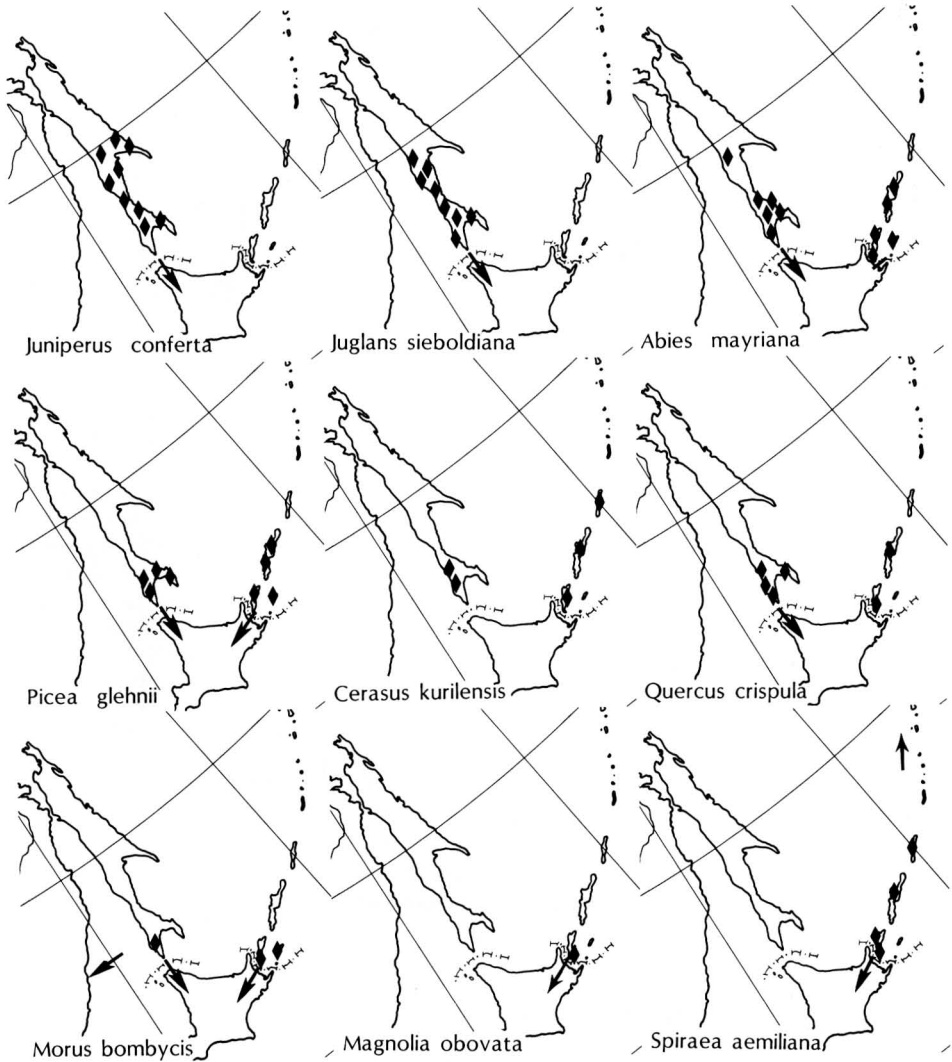 Juniperus conferta
Juglans sieboldiana
Abies mayriana
Picea glehnii
Cerasus kurilensis
Quercus crispula
Morus bombycis
Magnolia obovata
Spiraea aemiliana